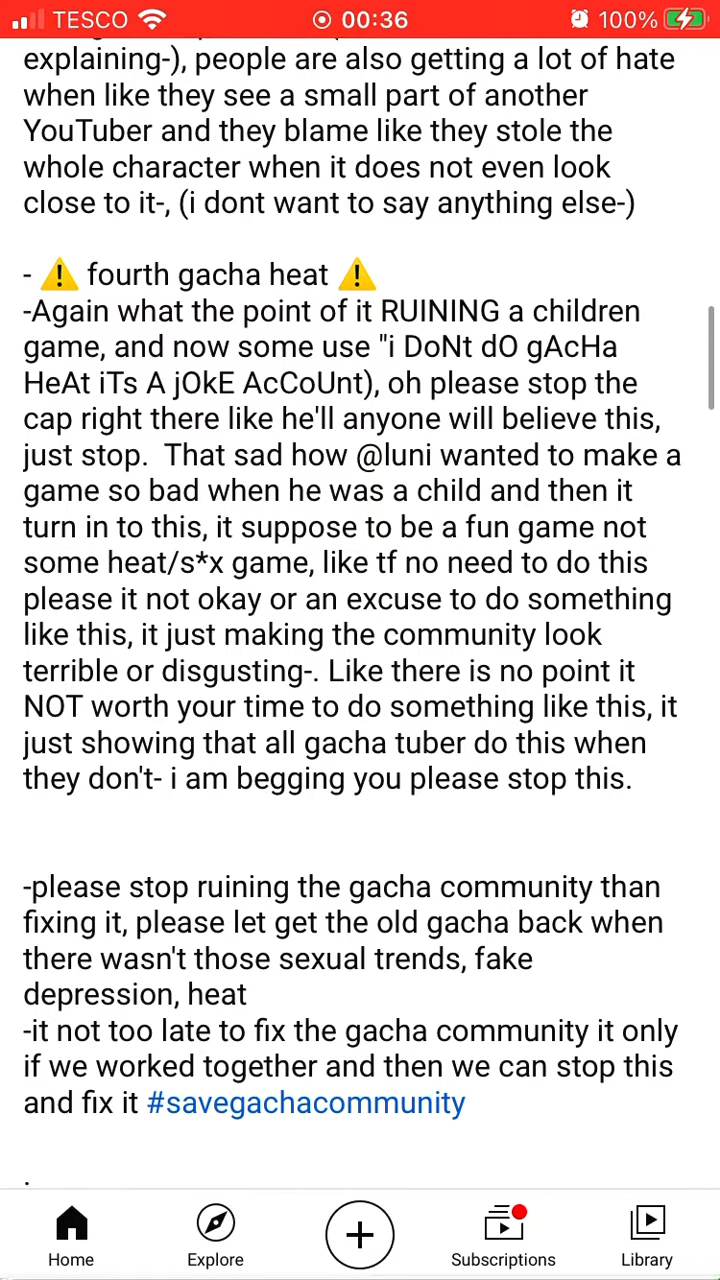 TESCO 00:36 100%
explaining-), people are also getting a lot of hate
when like they see a small part of another
YouTuber and they blame like they stole the
whole character when it does not even look
close to it-, (i dont want to say anything else-)
- ⚠️ fourth gacha heat ⚠️
-Again what the point of it RUINING a children
game, and now some use "i DoNt dO gAcHa
HeAt iTs A jOkE AcCoUnt), oh please stop the
cap right there like he'll anyone will believe this,
just stop.  That sad how @luni wanted to make a
game so bad when he was a child and then it
turn in to this, it suppose to be a fun game not
some heat/s*x game, like tf no need to do this
please it not okay or an excuse to do something
like this, it just making the community look
terrible or disgusting-. Like there is no point it
NOT worth your time to do something like this, it
just showing that all gacha tuber do this when
they don't- i am begging you please stop this.
-please stop ruining the gacha community than
fixing it, please let get the old gacha back when
there wasn't those sexual trends, fake
depression, heat
-it not too late to fix the gacha community it only
if we worked together and then we can stop this
and fix it #savegachacommunity
.
Home Explore Subscriptions Library